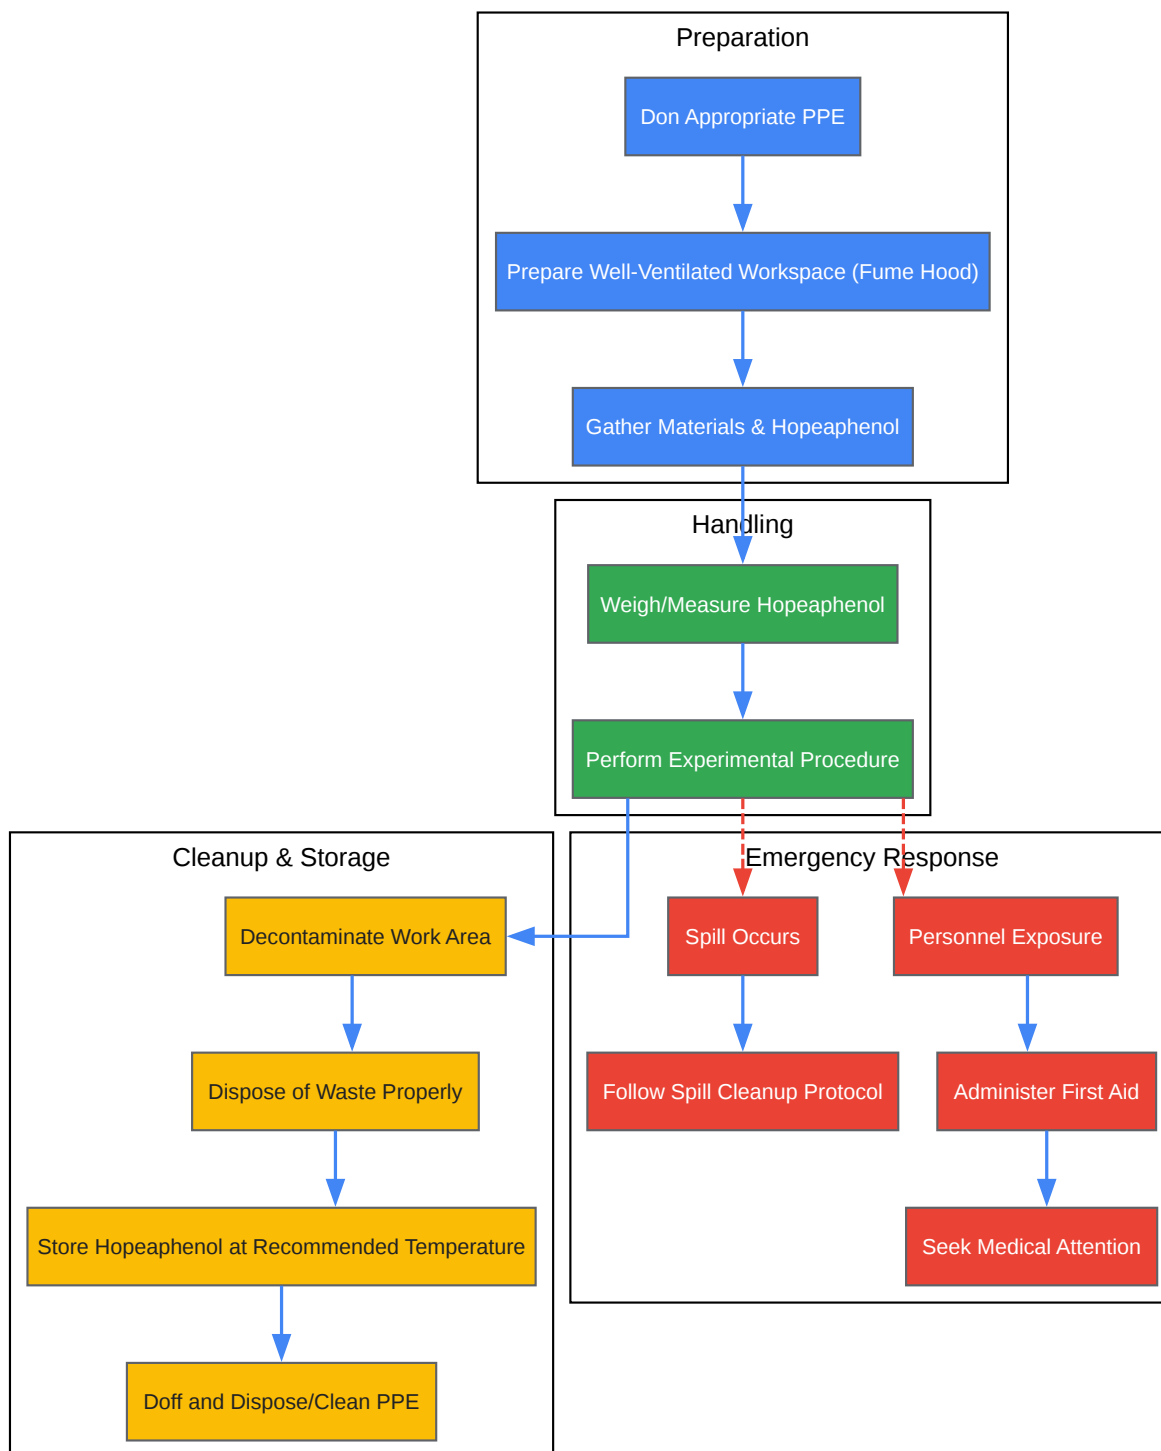 Preparation
Don Appropriate PPE
Prepare Well-Ventilated Workspace (Fume Hood)
Gather Materials & Hopeaphenol
Handling
Weigh/Measure Hopeaphenol
Perform Experimental Procedure
Cleanup & Storage
Decontaminate Work Area
Dispose of Waste Properly
Store Hopeaphenol at Recommended Temperature
Doff and Dispose/Clean PPE
Emergency Response
Spill Occurs
Follow Spill Cleanup Protocol
Personnel Exposure
Administer First Aid
Seek Medical Attention